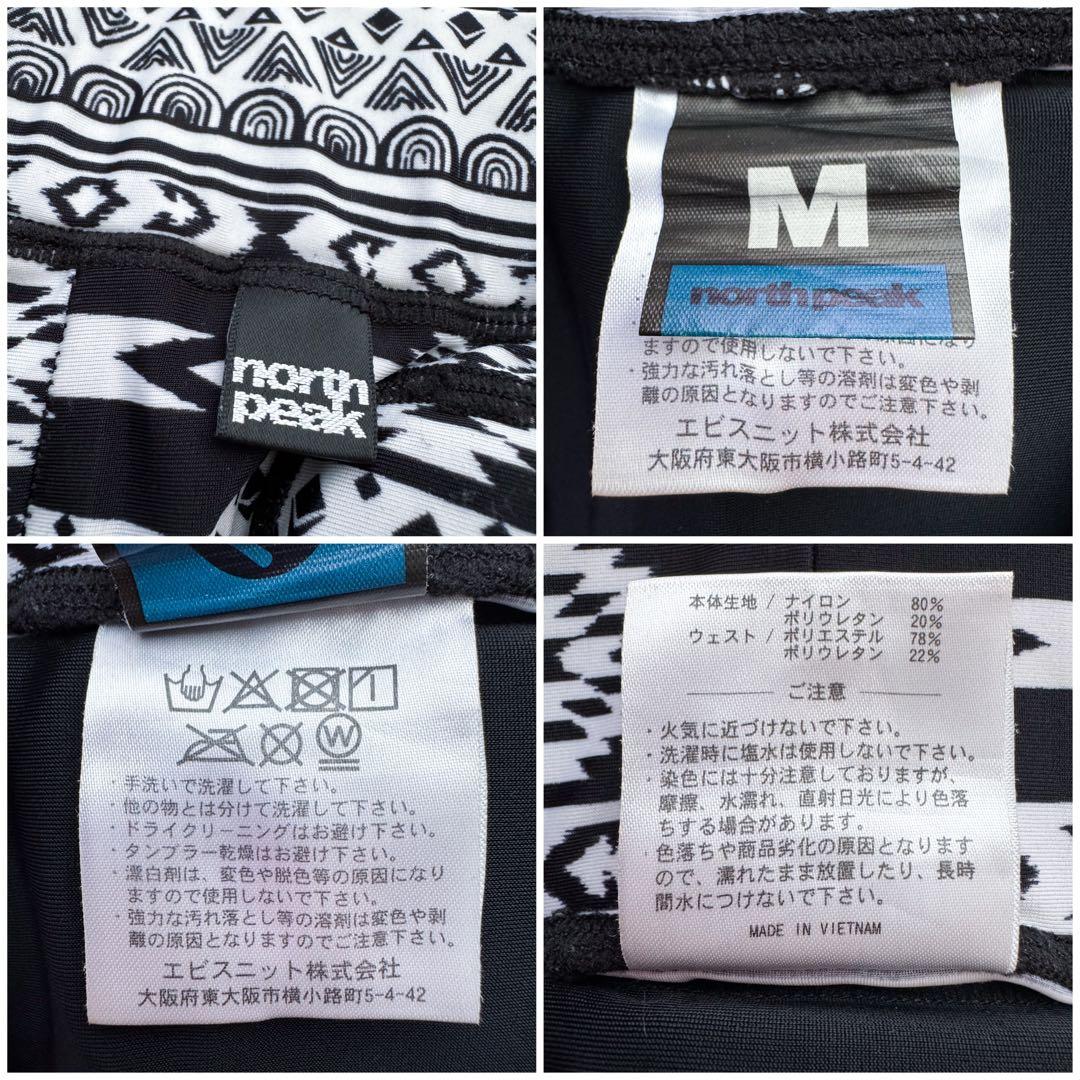 north
peak
M
north peak
ますので使用しないで下さい。
・強力な汚れ落とし等の溶剤は変色や剥
離の原因となりますのでご注意下さい。
エビスニット株式会社
大阪府東大阪市横小路町5-4-42
W
・手洗いで洗濯して下さい。
・他の物とは分けて洗濯して下さい。
・ドライクリーニングはお避け下さい。
・タンブラー乾燥はお避け下さい。
・漂白剤は、変色や脱色等の原因になり
ますので使用しないで下さい。
・強力な汚れ落とし等の溶剤は変色や剥
離の原因となりますのでご注意下さい。
エビスニット株式会社
大阪府東大阪市横小路町5-4-42
本体生地 / ナイロン 80%
ポリウレタン 20%
ウェスト / ポリエステル 78%
ポリウレタン 22%
ご注意
・火気に近づけないで下さい。
・洗濯時に塩水は使用しないで下さい。
・染色には十分注意しておりますが、
摩擦、水濡れ、直射日光により色落
ちする場合があります。
・色落ちや商品劣化の原因となります
ので、濡れたまま放置したり、長時
間水につけないで下さい。
MADE IN VIETNAM